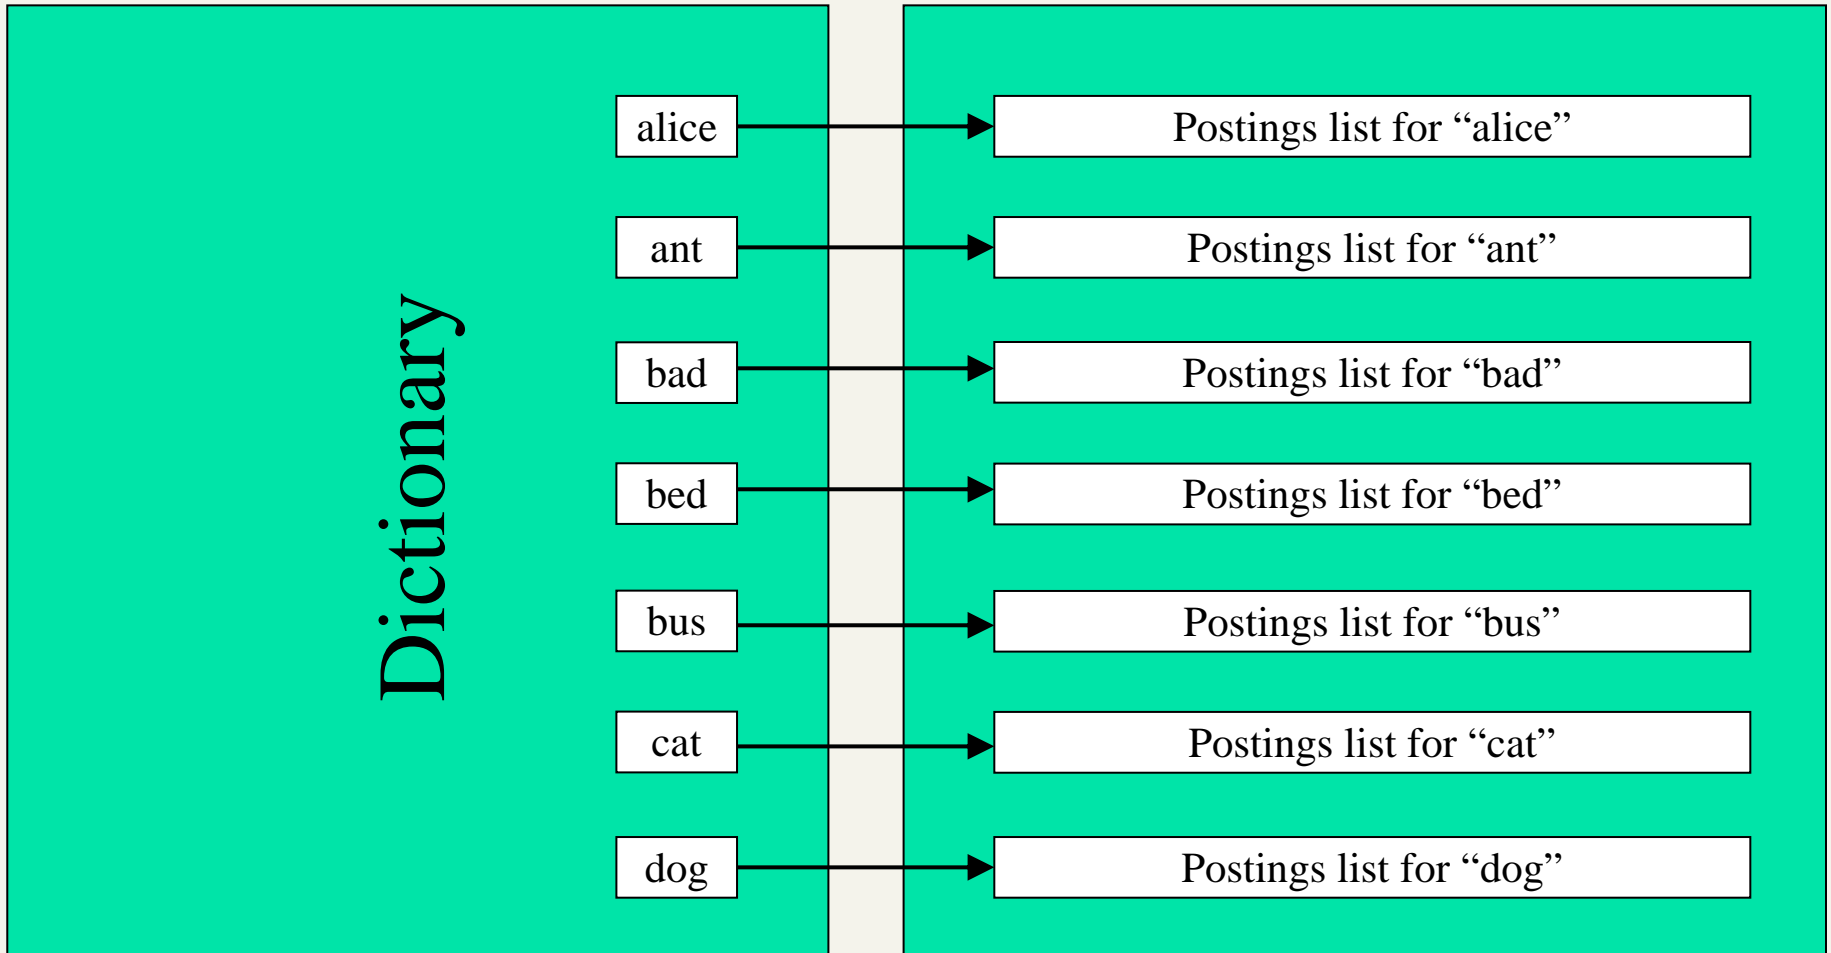 Dictionary
alice
Postings list for “alice”
ant
Postings list for “ant”
bad
Postings list for “bad”
bed
Postings list for “bed”
bus
Postings list for “bus”
cat
Postings list for “cat”
dog
Postings list for “dog”